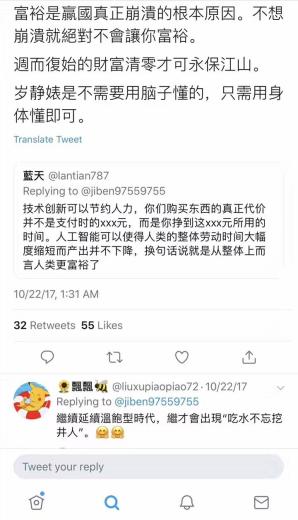 富裕是赢國真正崩潰的根本原因。不想
崩潰就絕對不會讓你富裕。
週而復始的財富清零才可永保江山。
岁静婊是不需要用脑子懂的，只需用身
体懂即可。
Translate Tweet
藍天 @lantian787
Replying to @jiben97559755
技术创新可以节约人力，你们购买东西的真正代价
并不是支付时的xxx元，而是你挣到这xxx元所用的
时间。人工智能可以使得人类的整体劳动时间大幅
度缩短而产出并不下降，换句话说就是从整体上而
言人类更富裕了
10/22/17, 1:31 AM
32 Retweets 55 Likes
🌻飄飄🐝 @liuxupiaopiao72 · 10/22/17
Replying to @jiben97559755
繼續延續溫飽型時代，繼才會出現“吃水不忘挖
井人”。🤗🤗
Tweet your reply